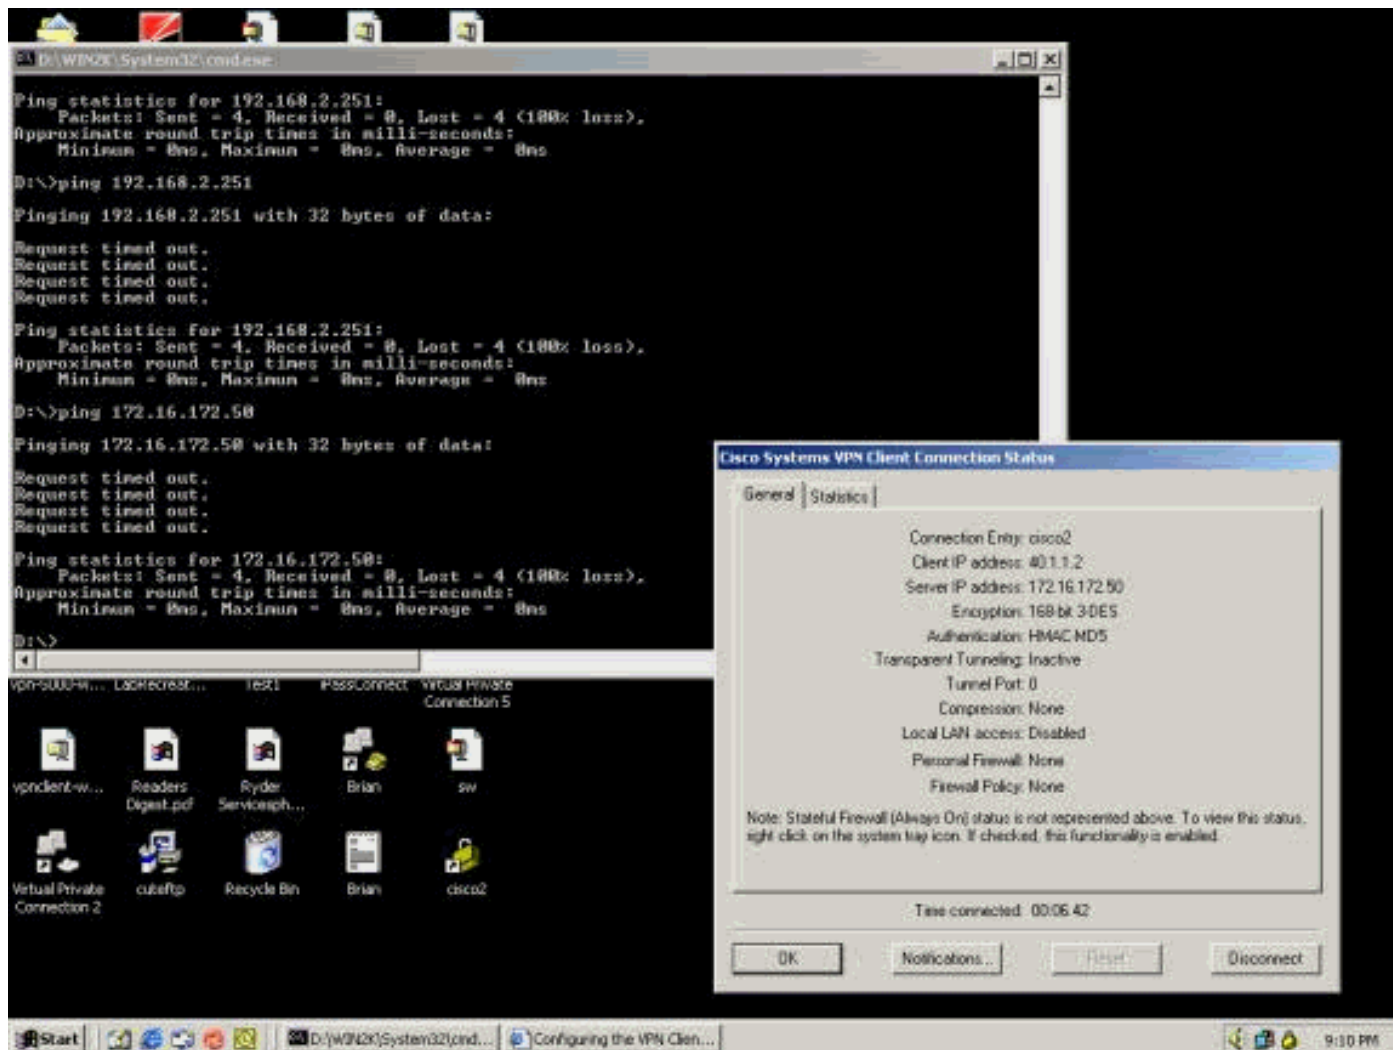 D:\WIN2K\System32\cmd.exe
Ping statistics for 192.168.2.251:
Packets: Sent = 4, Received = 0, Lost = 4 (100% loss),
Approximate round trip times in milli-seconds:
Minimum = 0ms, Maximum = 0ms, Average = 0ms
D:\>ping 192.168.2.251
Pinging 192.168.2.251 with 32 bytes of data:
Request timed out.
Request timed out.
Request timed out.
Request timed out.
Ping statistics for 192.168.2.251:
Packets: Sent = 4, Received = 0, Lost = 4 (100% loss),
Approximate round trip times in milli-seconds:
Minimum = 0ms, Maximum = 0ms, Average = 0ms
D:\>ping 172.16.172.50
Pinging 172.16.172.50 with 32 bytes of data:
Request timed out.
Request timed out.
Request timed out.
Request timed out.
Ping statistics for 172.16.172.50:
Packets: Sent = 4, Received = 0, Lost = 4 (100% loss),
Approximate round trip times in milli-seconds:
Minimum = 0ms, Maximum = 0ms, Average = 0ms
D:\>
Cisco Systems VPN Client Connection Status
General Statistics
Connection Entry: cisco2
Client IP address: 40.1.1.2
Server IP address: 172.16.172.50
Encryption: 168-bit 3-DES
Authentication: HMAC-MD5
Transparent Tunneling: Inactive
Tunnel Port: 0
Compression: None
Local LAN access: Disabled
Personal Firewall: None
Firewall Policy: None
Note: Stateful Firewall (Always On) status is not represented above. To view this status,
right click on the system tray icon. If checked, this functionality is enabled.
Time connected: 00:06:42
OK Notifications... Reset Disconnect
vpn-5000-w... LabRecreat... Test1 iPassConnect Virtual Private
Connection 5
vpnclient-w... Readers
Digest.pdf
Ryder
Servicesph...
Brian
sw
Virtual Private
Connection 2
cuteftp
Recycle Bin
Brian
cisco2
Start
D:\WIN2K\System32\cmd...
Configuring the VPN Clien...
9:10 PM